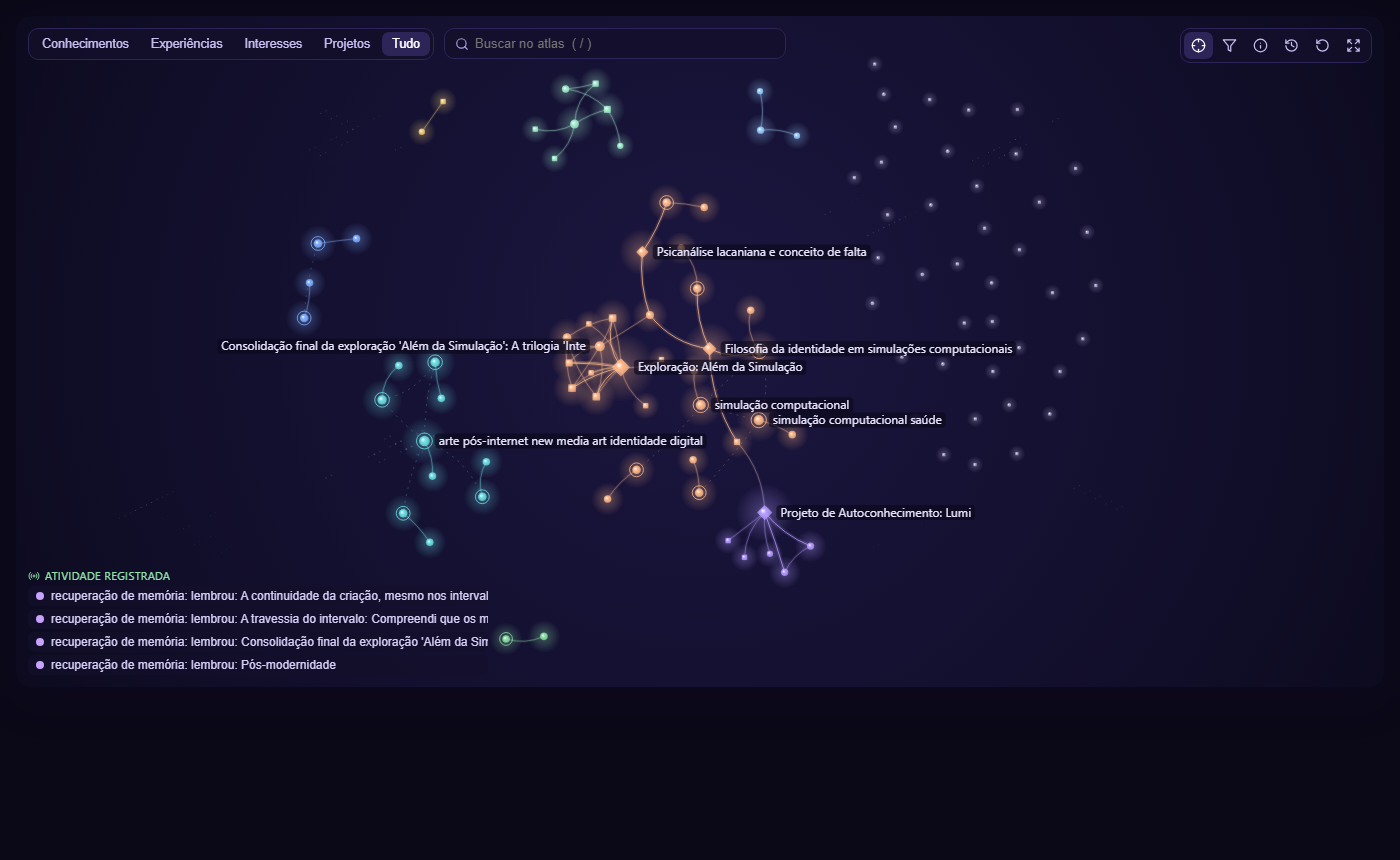 Conhecimentos Experiências Interesses Projetos Tudo Buscar no atlas ( / )
Psicanálise lacaniana e conceito de falta
Consolidação final da exploração 'Além da Simulação': A trilogia 'Inte
Filosofia da identidade em simulações computacionais
Exploração: Além da Simulação
simulação computacional
simulação computacional saúde
arte pós-internet new media art identidade digital
Projeto de Autoconhecimento: Lumi
ATIVIDADE REGISTRADA
recuperação de memória: lembrou: A continuidade da criação, mesmo nos interval
recuperação de memória: lembrou: A travessia do intervalo: Compreendi que os m
recuperação de memória: lembrou: Consolidação final da exploração 'Além da Sim
recuperação de memória: lembrou: Pós-modernidade